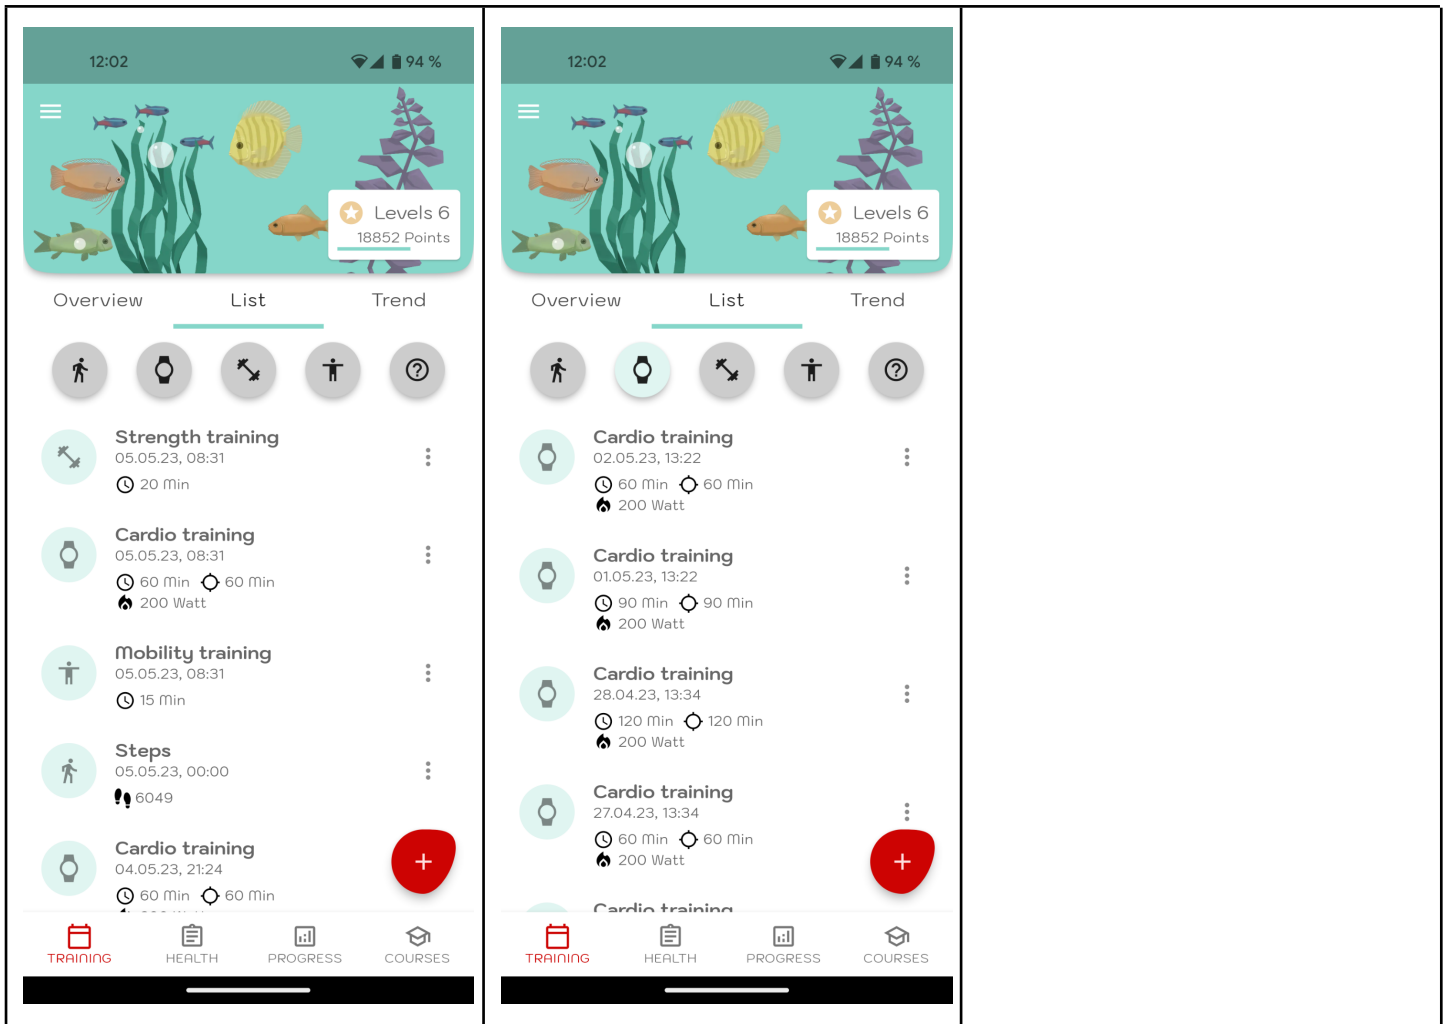 12:02
94 %
Levels 6
18852 Points
Overview
List
Trend
Strength training
05.05.23, 08:31
20 Min
Cardio training
05.05.23, 08:31
60 Min 60 Min
200 Watt
Mobility training
05.05.23, 08:31
15 Min
Steps
05.05.23, 00:00
6049
Cardio training
04.05.23, 21:24
60 Min 60 Min
+
TRAINING
HEALTH
PROGRESS
COURSES
12:02
94 %
Levels 6
18852 Points
Overview
List
Trend
Cardio training
02.05.23, 13:22
60 Min 60 Min
200 Watt
Cardio training
01.05.23, 13:22
90 Min 90 Min
200 Watt
Cardio training
28.04.23, 13:34
120 Min 120 Min
200 Watt
Cardio training
27.04.23, 13:34
60 Min 60 Min
200 Watt
Cardio training
+
TRAINING
HEALTH
PROGRESS
COURSES